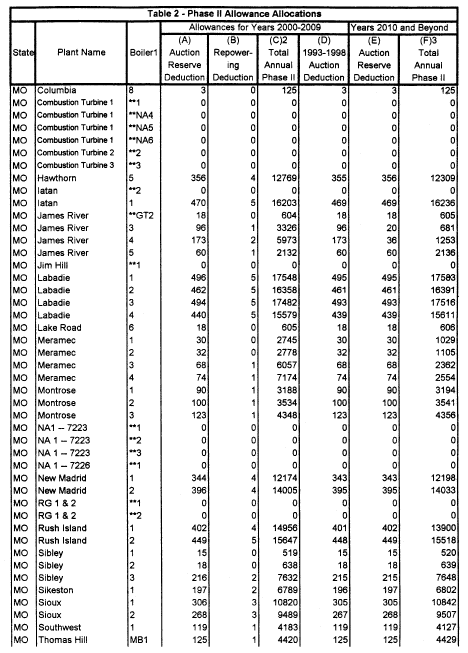 Table 2 - Phase II Allowance Allocations
Allowances for Years 2000-2009 Years 2010 and Beyond
(A) (B) (C)2 (D) (E) (F)3
State Plant Name Boiler1 Auction Repower- Total 1993-1998 Auction Total
Reserve ing Annual Auction Reserve Annual
Deduction Deduction Phase II Deduction Deduction Phase II
MO Columbia 8 3 0 125 3 3 125
MO Combustion Turbine 1 **1 0 0 0 0 0 0
MO Combustion Turbine 1 **NA4 0 0 0 0 0 0
MO Combustion Turbine 1 **NA5 0 0 0 0 0 0
MO Combustion Turbine 1 **NA6 0 0 0 0 0 0
MO Combustion Turbine 2 **2 0 0 0 0 0 0
MO Combustion Turbine 3 **3 0 0 0 0 0 0
MO Hawthorn 5 356 4 12769 355 356 12309
MO Iatan **2 0 0 0 0 0 0
MO Iatan 1 470 5 16203 469 469 16236
MO James River **GT2 18 0 604 18 18 605
MO James River 3 96 1 3326 96 20 681
MO James River 4 173 2 5973 173 36 1253
MO James River 5 60 1 2132 60 60 2136
MO Jim Hill **1 0 0 0 0 0 0
MO Labadie 1 496 5 17548 495 495 17583
MO Labadie 2 462 5 16358 461 461 16391
MO Labadie 3 494 5 17482 493 493 17516
MO Labadie 4 440 5 15579 439 439 15611
MO Lake Road 6 18 0 605 18 18 606
MO Meramec 1 30 0 2745 30 30 1029
MO Meramec 2 32 0 2778 32 32 1105
MO Meramec 3 68 1 6057 68 68 2362
MO Meramec 4 74 1 7174 74 74 2554
MO Montrose 1 90 1 3188 90 90 3194
MO Montrose 2 100 1 3534 100 100 3541
MO Montrose 3 123 1 4348 123 123 4356
MO NA1 -- 7223 **1 0 0 0 0 0 0
MO NA 1 -- 7223 **2 0 0 0 0 0 0
MO NA 1 -- 7223 **3 0 0 0 0 0 0
MO NA 1 -- 7226 **1 0 0 0 0 0 0
MO New Madrid 1 344 4 12174 343 343 12198
MO New Madrid 2 396 4 14005 395 395 14033
MO RG 1 & 2 **1 0 0 0 0 0 0
MO RG 1 & 2 **2 0 0 0 0 0 0
MO Rush Island 1 402 4 14956 401 402 13900
MO Rush Island 2 449 5 15647 448 449 15518
MO Sibley 1 15 0 519 15 15 520
MO Sibley 2 18 0 638 18 18 639
MO Sibley 3 216 2 7632 215 215 7648
MO Sikeston 1 197 2 6789 196 197 6802
MO Sioux 1 306 3 10820 305 305 10842
MO Sioux 2 268 3 9489 267 268 9507
MO Southwest 1 119 1 4183 119 119 4127
MO Thomas Hill MB1 125 1 4420 125 125 4429